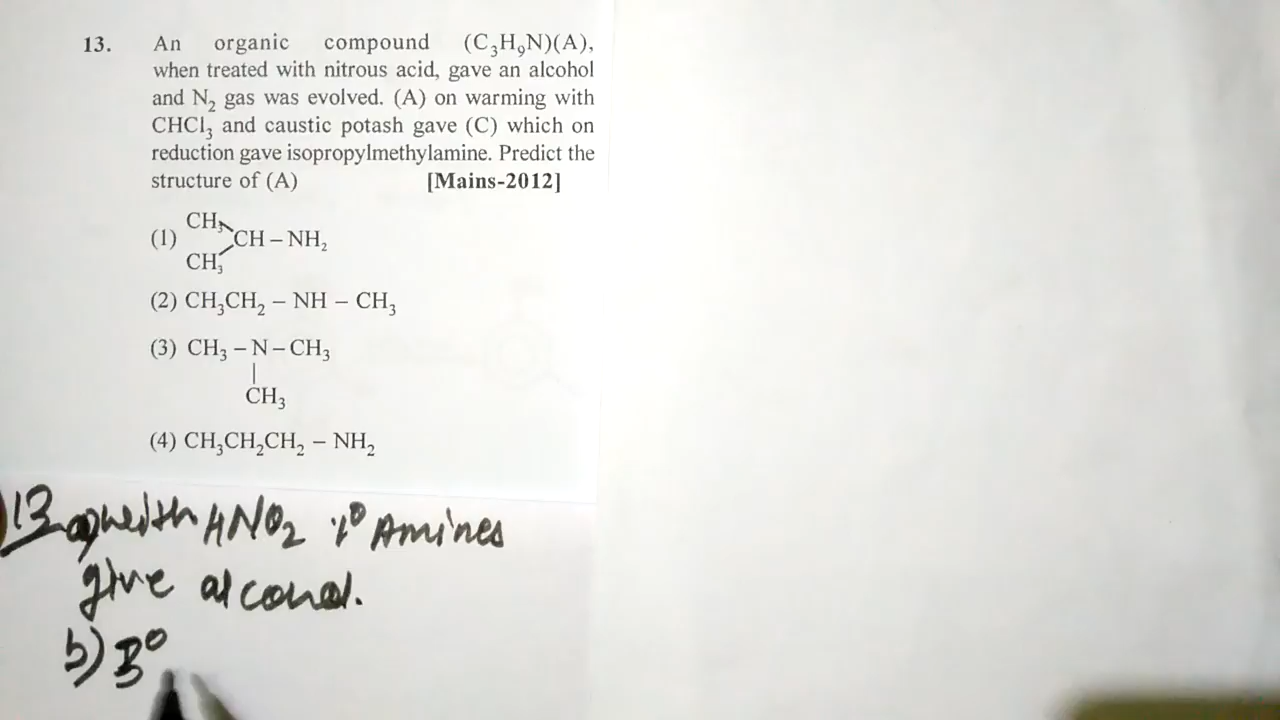 13. An organic compound (C₃H₉N)(A),
when treated with nitrous acid, gave an alcohol
and N₂ gas was evolved. (A) on warming with
CHCl₃ and caustic potash gave (C) which on
reduction gave isopropylmethylamine. Predict the
structure of (A) [Mains-2012]
CH₃
(1) CH – NH₂
CH₃
(2) CH₃CH₂ – NH – CH₃
(3) CH₃ – N – CH₃
|
CH₃
(4) CH₃CH₂CH₂ – NH₂
13 a) with HNO₂ 1⁰ Amines
give alcohol.
b) 3⁰